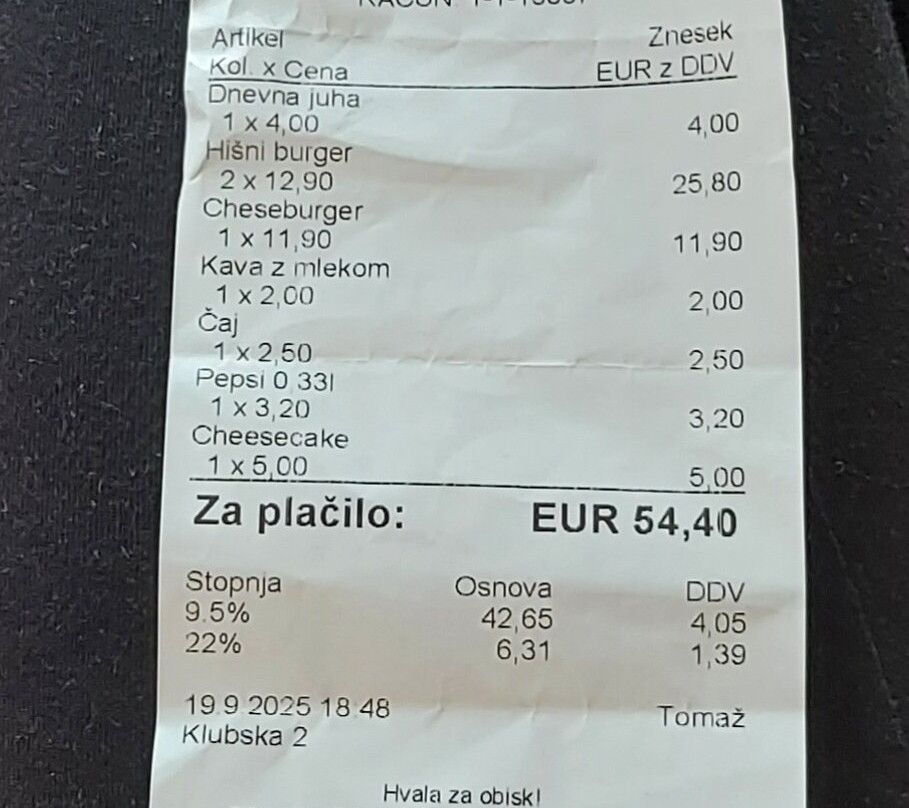 Artikel Znesek
Kol. x Cena EUR z DDV
Dnevna juha
1 x 4,00 4,00
Hišni burger
2 x 12,90 25,80
Cheseburger
1 x 11,90 11,90
Kava z mlekom
1 x 2,00 2,00
Čaj
1 x 2,50 2,50
Pepsi 0,33l
1 x 3,20 3,20
Cheesecake
1 x 5,00 5,00
Za plačilo: EUR 54,40
Stopnja Osnova DDV
9.5% 42,65 4,05
22% 6,31 1,39
19.9.2025 18:48 Tomaž
Klubska 2
Hvala za obisk!